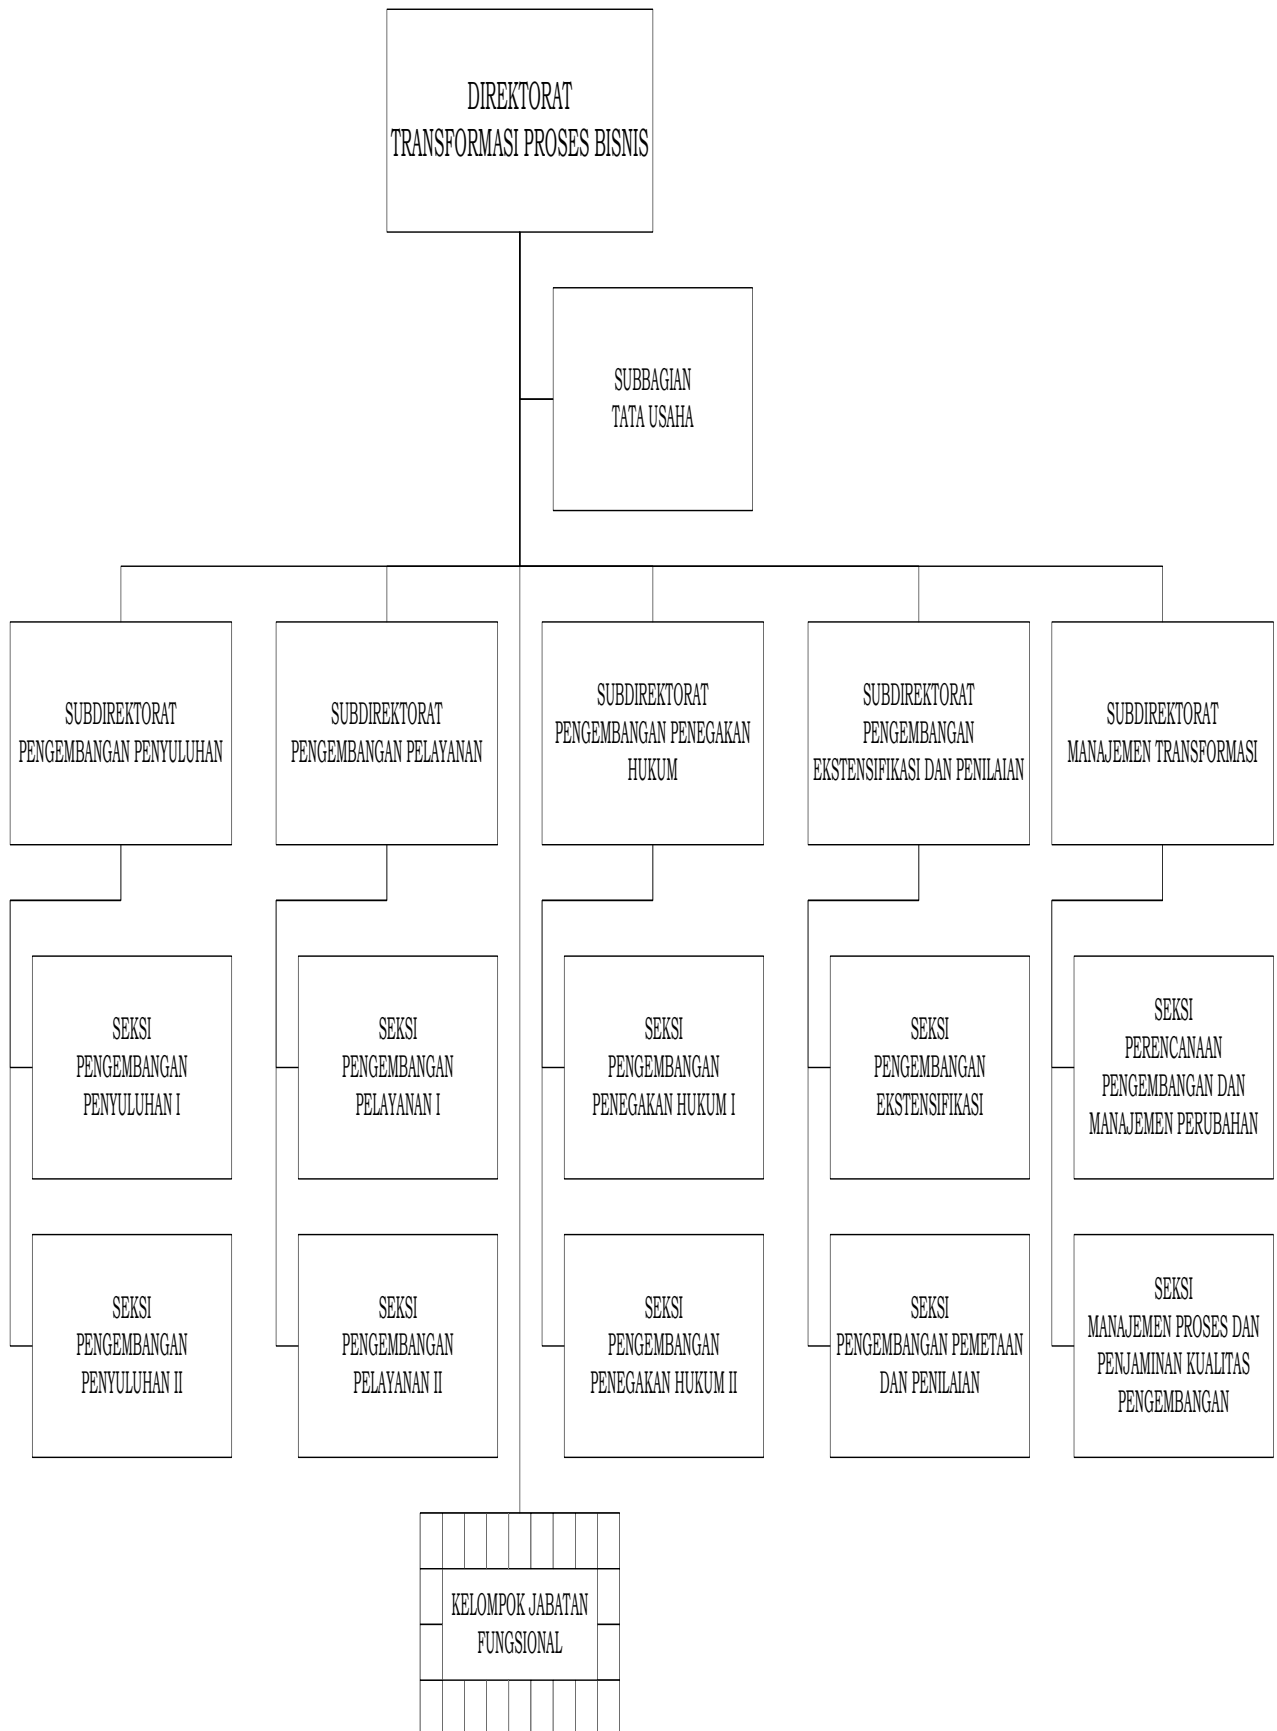 DIREKTORAT
TRANSFORMASI PROSES BISNIS
SUBBAGIAN
TATA USAHA
SUBDIREKTORAT
PENGEMBANGAN PENYULUHAN
SUBDIREKTORAT
PENGEMBANGAN PELAYANAN
SUBDIREKTORAT
PENGEMBANGAN PENEGAKAN
HUKUM
SUBDIREKTORAT
PENGEMBANGAN
EKSTENSIFIKASI DAN PENILAIAN
SUBDIREKTORAT
MANAJEMEN TRANSFORMASI
SEKSI
PENGEMBANGAN
PENYULUHAN I
SEKSI
PENGEMBANGAN
PELAYANAN I
SEKSI
PENGEMBANGAN
PENEGAKAN HUKUM I
SEKSI
PENGEMBANGAN
EKSTENSIFIKASI
SEKSI
PERENCANAAN
PENGEMBANGAN DAN
MANAJEMEN PERUBAHAN
SEKSI
PENGEMBANGAN
PENYULUHAN II
SEKSI
PENGEMBANGAN
PELAYANAN II
SEKSI
PENGEMBANGAN
PENEGAKAN HUKUM II
SEKSI
PENGEMBANGAN PEMETAAN
DAN PENILAIAN
SEKSI
MANAJEMEN PROSES DAN
PENJAMINAN KUALITAS
PENGEMBANGAN
KELOMPOK JABATAN
FUNGSIONAL